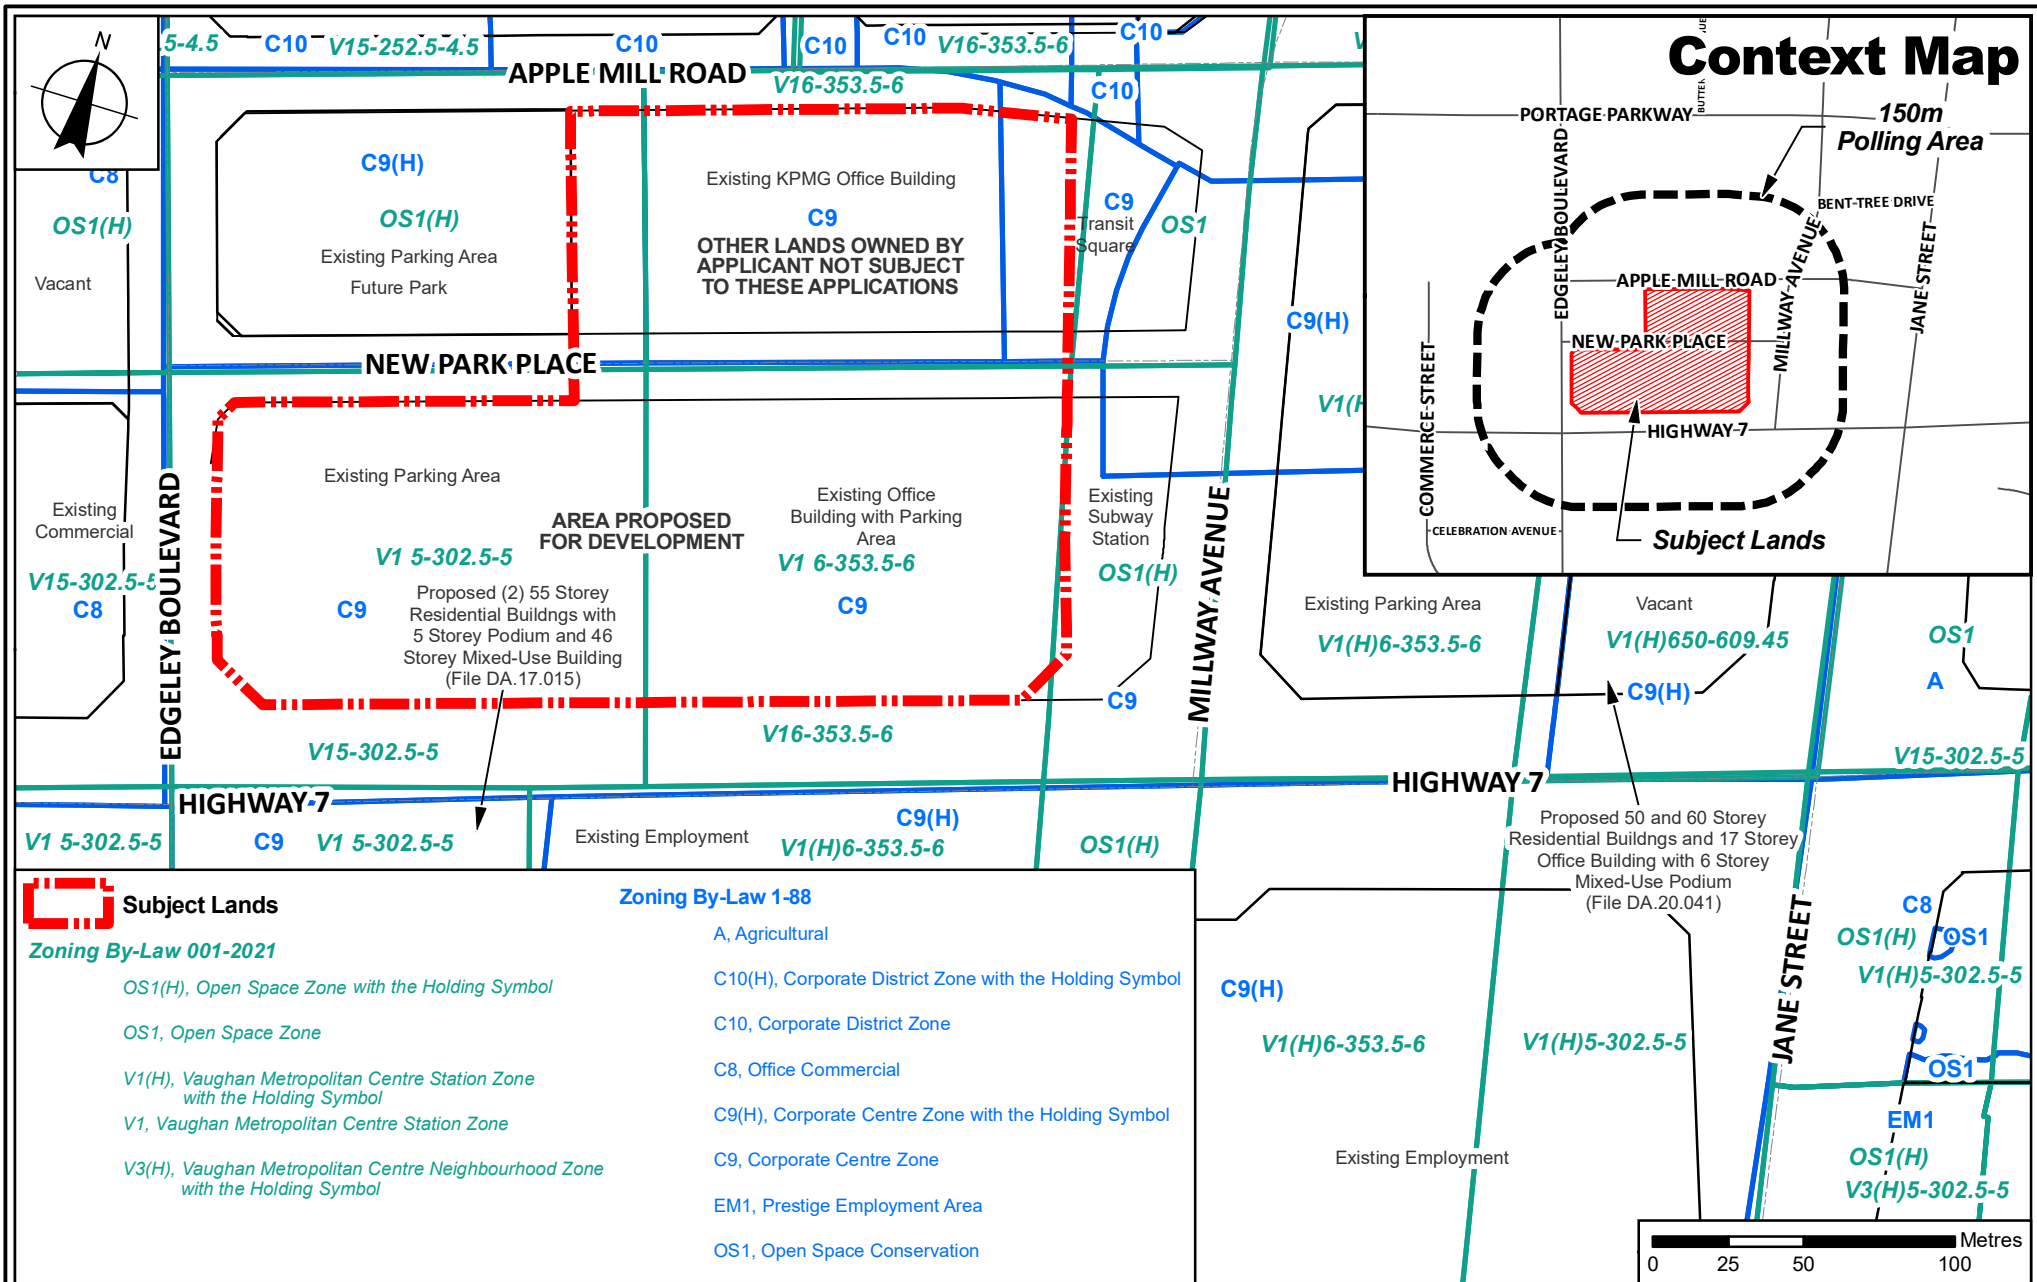 N
5-4.5
C10
V15-252.5-4.5
C10
C10
C10
V16-353.5-6
C10
APPLE MILL ROAD
V16-353.5-6
C10
C8
OS1(H)
Vacant
C9(H)
OS1(H)
Existing Parking Area
Future Park
Existing KPMG Office Building
C9
OTHER LANDS OWNED BY
APPLICANT NOT SUBJECT
TO THESE APPLICATIONS
C9
Transit
Square
OS1
C9(H)
V1(H
NEW PARK PLACE
Existing
Commercial
V15-302.5-5
C8
EDGELEY BOULEVARD
Existing Parking Area
AREA PROPOSED
FOR DEVELOPMENT
V1 5-302.5-5
C9
Proposed (2) 55 Storey
Residential Buildngs with
5 Storey Podium and 46
Storey Mixed-Use Building
(File DA.17.015)
Existing Office
Building with Parking
Area
V1 6-353.5-6
C9
Existing
Subway
Station
OS1(H)
C9
MILLWAY AVENUE
V15-302.5-5
V16-353.5-6
HIGHWAY 7
HIGHWAY 7
V1 5-302.5-5
C9
V1 5-302.5-5
Existing Employment
C9(H)
V1(H)6-353.5-6
OS1(H)
Existing Parking Area
V1(H)6-353.5-6
Vacant
V1(H)650-609.45
C9(H)
OS1
A
V15-302.5-5
Proposed 50 and 60 Storey
Residential Buildngs and 17 Storey
Office Building with 6 Storey
Mixed-Use Podium
(File DA.20.041)
JANE STREET
C8
OS1(H)
OS1
V1(H)5-302.5-5
OS1
EM1
OS1(H)
V3(H)5-302.5-5
C9(H)
V1(H)6-353.5-6
V1(H)5-302.5-5
Existing Employment
Context Map
PORTAGE PARKWAY
150m
Polling Area
EDGELEY BOULEVARD
BENT-TREE DRIVE
APPLE MILL ROAD
MILLWAY AVENUE
JANE STREET
NEW PARK PLACE
COMMERCE STREET
HIGHWAY 7
CELEBRATION AVENUE
Subject Lands
Subject Lands
Zoning By-Law 001-2021
OS1(H), Open Space Zone with the Holding Symbol
OS1, Open Space Zone
V1(H), Vaughan Metropolitan Centre Station Zone
with the Holding Symbol
V1, Vaughan Metropolitan Centre Station Zone
V3(H), Vaughan Metropolitan Centre Neighbourhood Zone
with the Holding Symbol
Zoning By-Law 1-88
A, Agricultural
C10(H), Corporate District Zone with the Holding Symbol
C10, Corporate District Zone
C8, Office Commercial
C9(H), Corporate Centre Zone with the Holding Symbol
C9, Corporate Centre Zone
EM1, Prestige Employment Area
OS1, Open Space Conservation
Metres
0 25 50 100